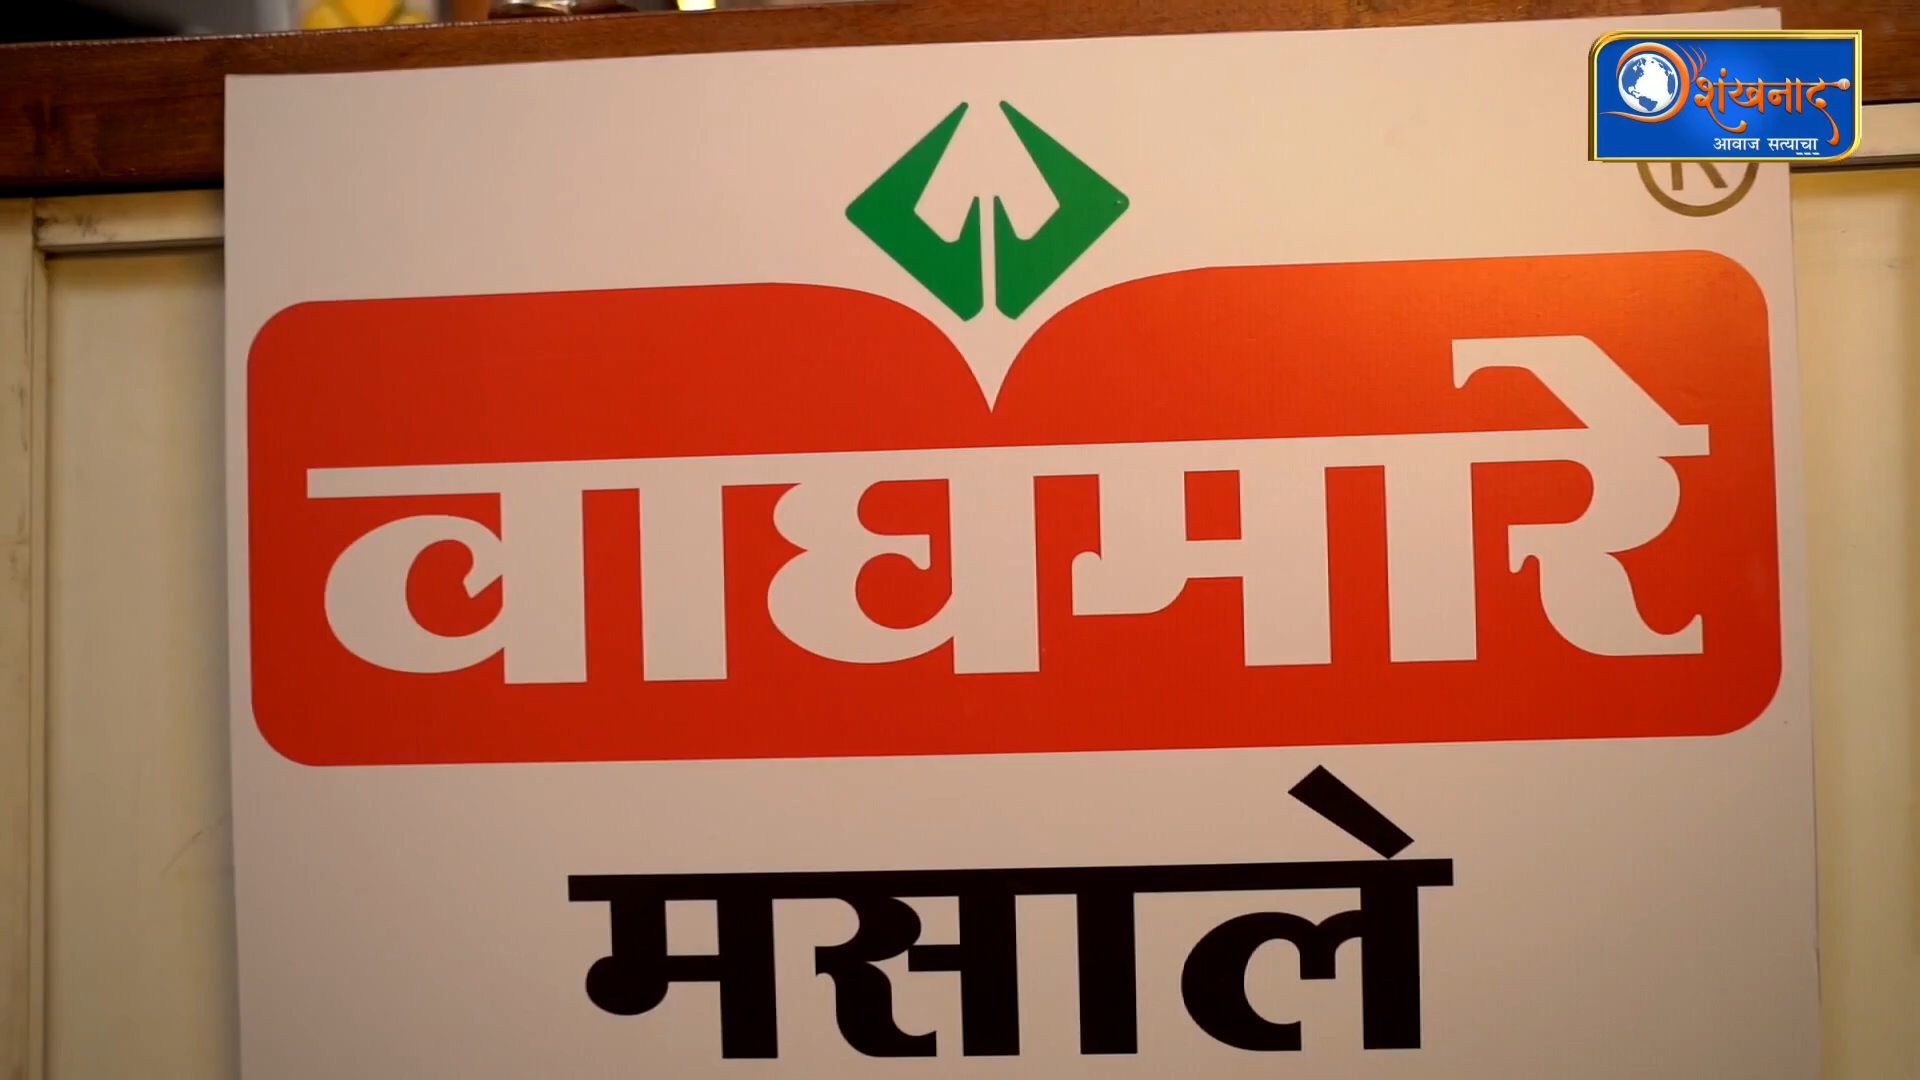 शंखनाद
आवाज सत्याचा
®
वाघमारे
मसाले